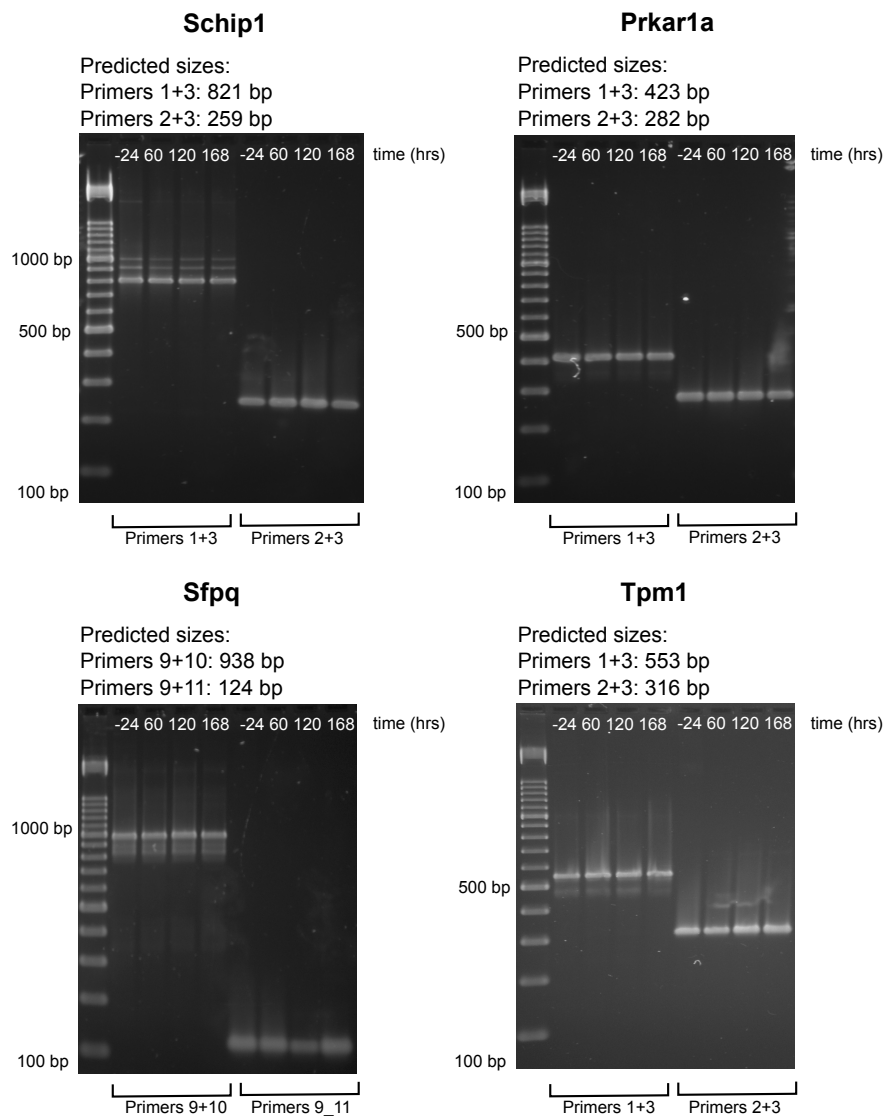 Schip1
Predicted sizes:
Primers 1+3: 821 bp
Primers 2+3: 259 bp
-24 60 120 168 -24 60 120 168 time (hrs)
1000 bp
500 bp
100 bp
Primers 1+3 Primers 2+3
Prkar1a
Predicted sizes:
Primers 1+3: 423 bp
Primers 2+3: 282 bp
-24 60 120 168 -24 60 120 168 time (hrs)
500 bp
100 bp
Primers 1+3 Primers 2+3
Sfpq
Predicted sizes:
Primers 9+10: 938 bp
Primers 9+11: 124 bp
-24 60 120 168 -24 60 120 168 time (hrs)
1000 bp
100 bp
Primers 9+10 Primers 9_11
Tpm1
Predicted sizes:
Primers 1+3: 553 bp
Primers 2+3: 316 bp
-24 60 120 168 -24 60 120 168 time (hrs)
500 bp
100 bp
Primers 1+3 Primers 2+3